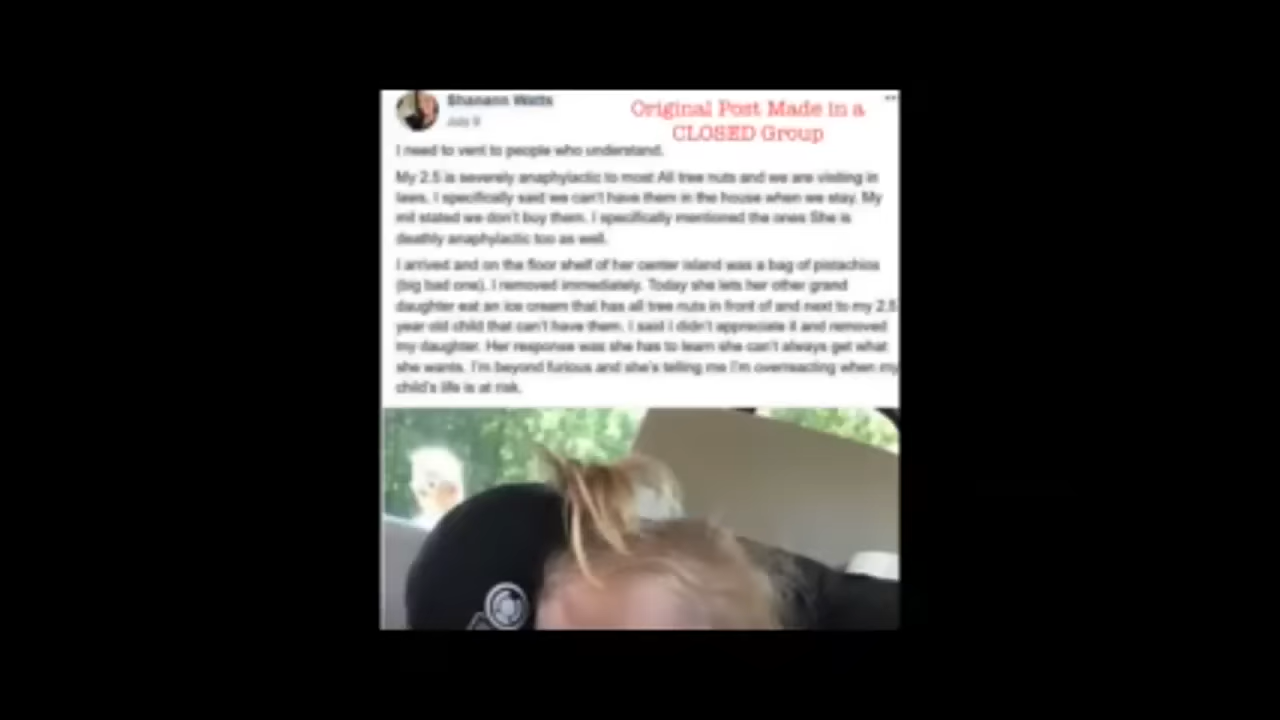 Shanann Watts
Original Post Made in a
CLOSED Group
July 9
I need to vent to people who understand.
My 2.5 is severely anaphylactic to most All tree nuts and we are visiting in
laws. I specifically said we can't have them in the house when we stay. My
mil stated we don't buy them. I specifically mentioned the ones She is
deathly anaphylactic too as well.
I arrived and on the floor shelf of her center island was a bag of pistachios
(big bad one). I removed immediately. Today she lets her other grand
daughter eat an ice cream that has all tree nuts in front of and next to my 2.5
year old child that can't have them. I said I didn't appreciate it and removed
my daughter. Her response was she has to learn she can't always get what
she wants. I'm beyond furious and she's telling me I'm overreacting when my
child's life is at risk.